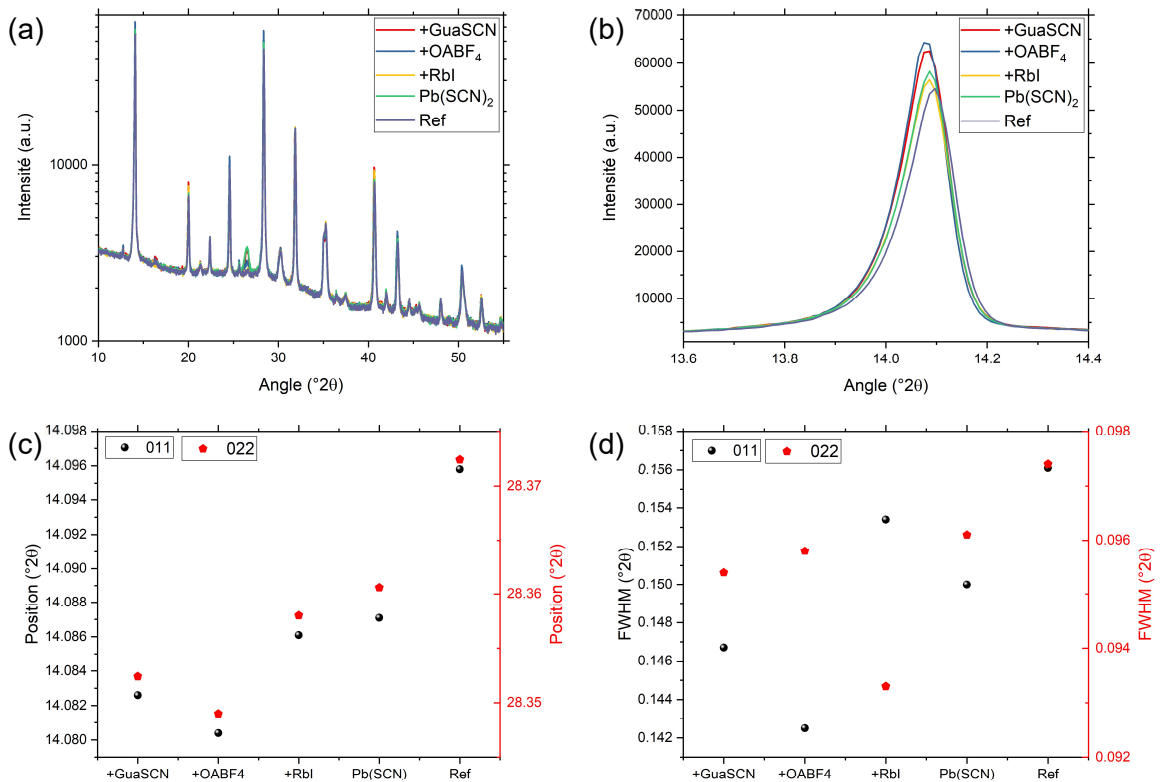 (a)
+GuaSCN
+OABF4
+RbI
Pb(SCN)2
Ref
Intensité (a.u.)
10000
1000
10 20 30 40 50
Angle (°2θ)
(b)
+GuaSCN
+OABF4
+RbI
Pb(SCN)2
Ref
Intensité (a.u.)
70000
60000
50000
40000
30000
20000
10000
13.6 13.8 14.0 14.2 14.4
Angle (°2θ)
(c)
011 022
Position (°2θ)
14.098
14.096
14.094
14.092
14.090
14.088
14.086
14.084
14.082
14.080
28.37
28.36
28.35
Position (°2θ)
+GuaSCN +OABF4 +RbI Pb(SCN) Ref
(d)
011 022
FWHM (°2θ)
0.158
0.156
0.154
0.152
0.150
0.148
0.146
0.144
0.142
0.098
0.096
0.094
0.092
FWHM (°2θ)
+GuaSCN +OABF4 +RbI Pb(SCN) Ref